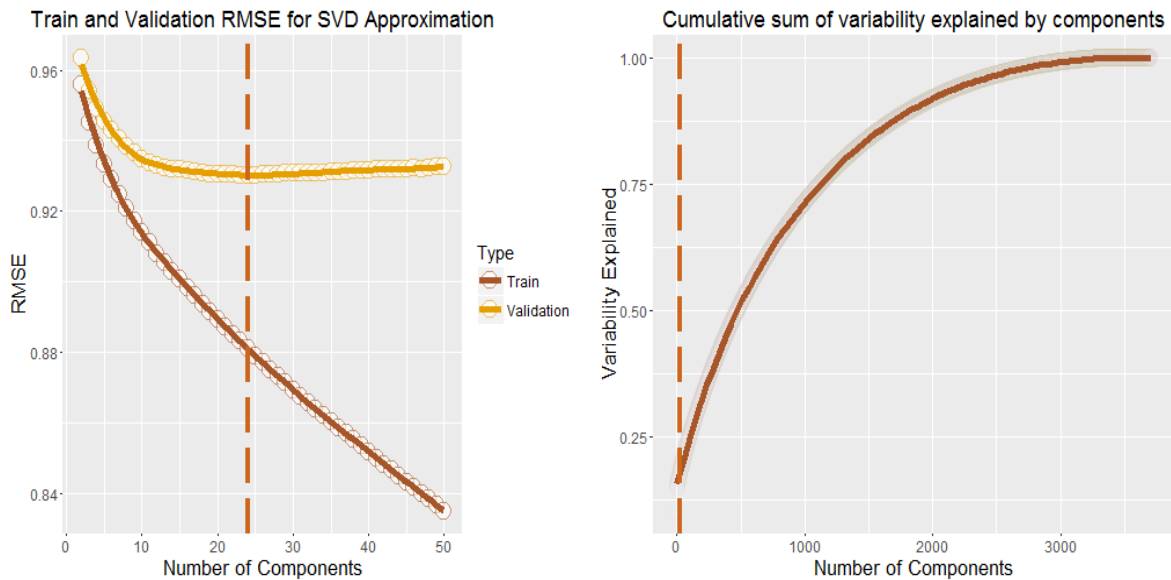 Train and Validation RMSE for SVD Approximation
RMSE
0.96
0.92
0.88
0.84
0
10
20
30
40
50
Number of Components
Type
Train
Validation
Cumulative sum of variability explained by components
Variability Explained
1.00
0.75
0.50
0.25
0
1000
2000
3000
Number of Components